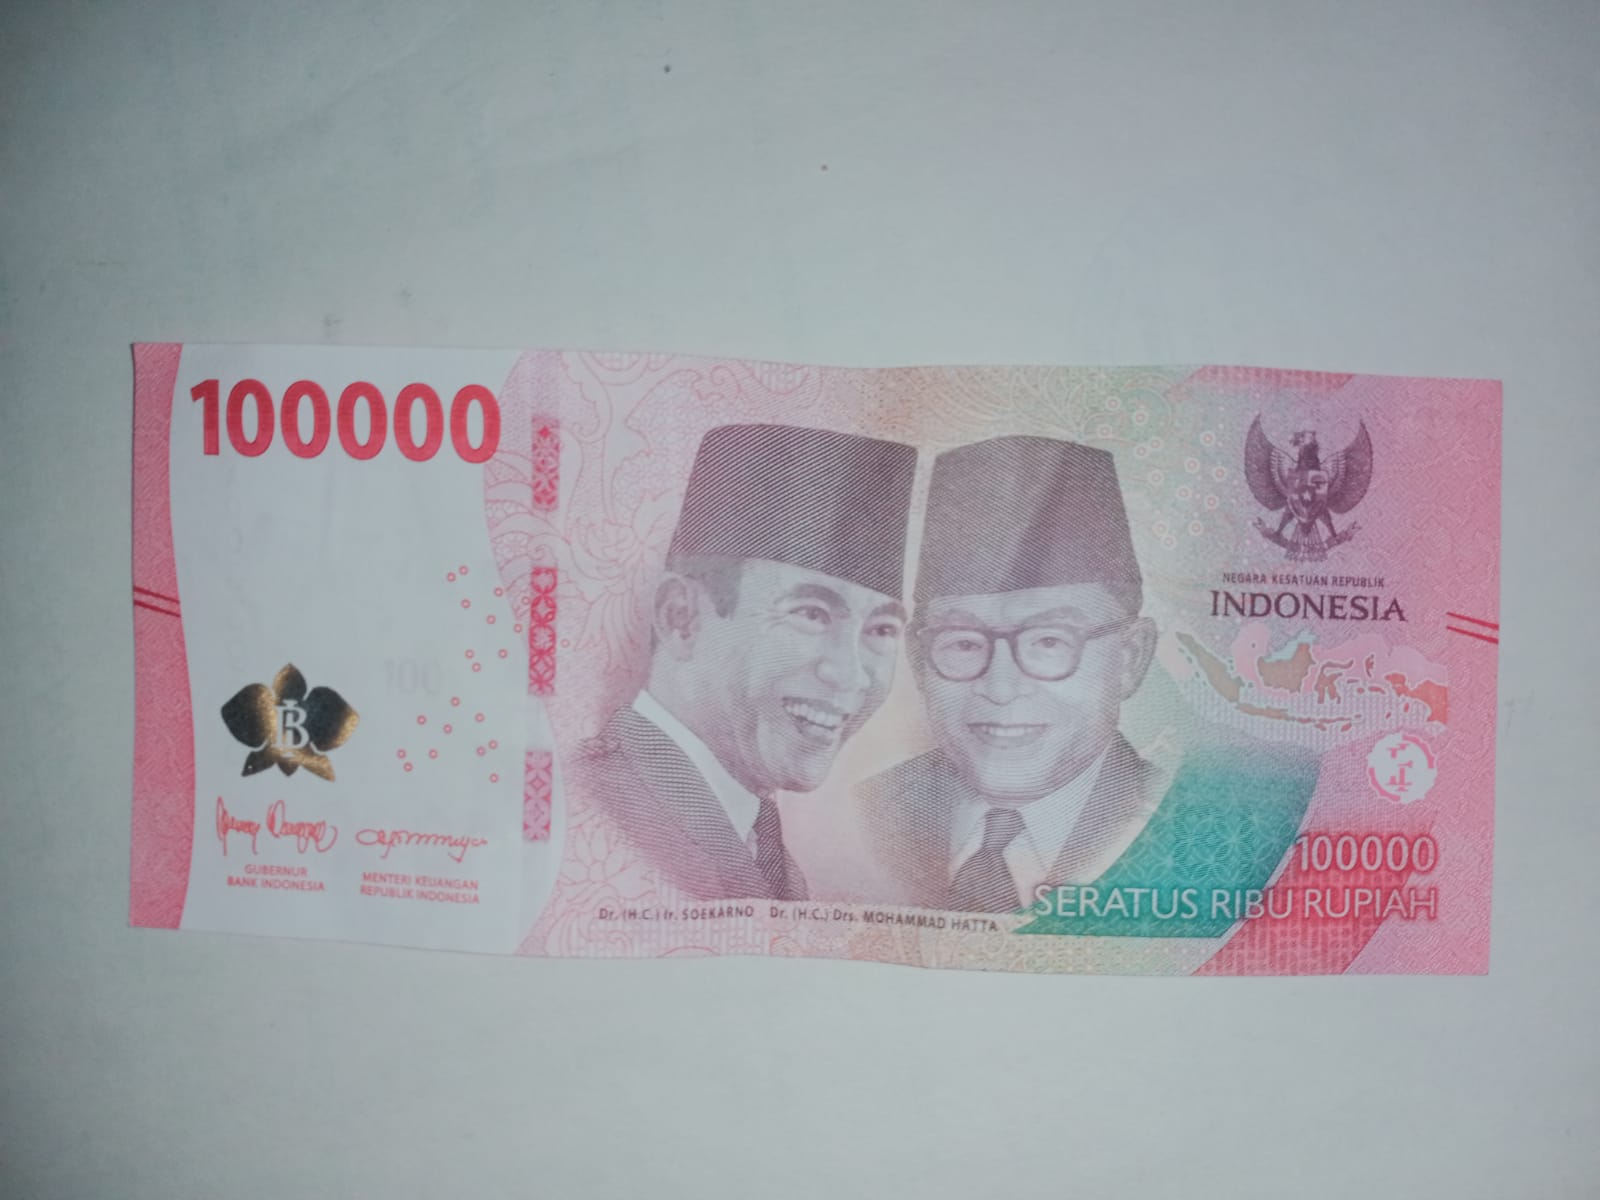 100000
100
B
GUBERNUR
BANK INDONESIA
MENTERI KEUANGAN
REPUBLIK INDONESIA
Dr. (H.C.) Ir. SOEKARNO
Dr. (H.C.) Drs. MOHAMMAD HATTA
NEGARA KESATUAN REPUBLIK
INDONESIA
100000
SERATUS RIBU RUPIAH